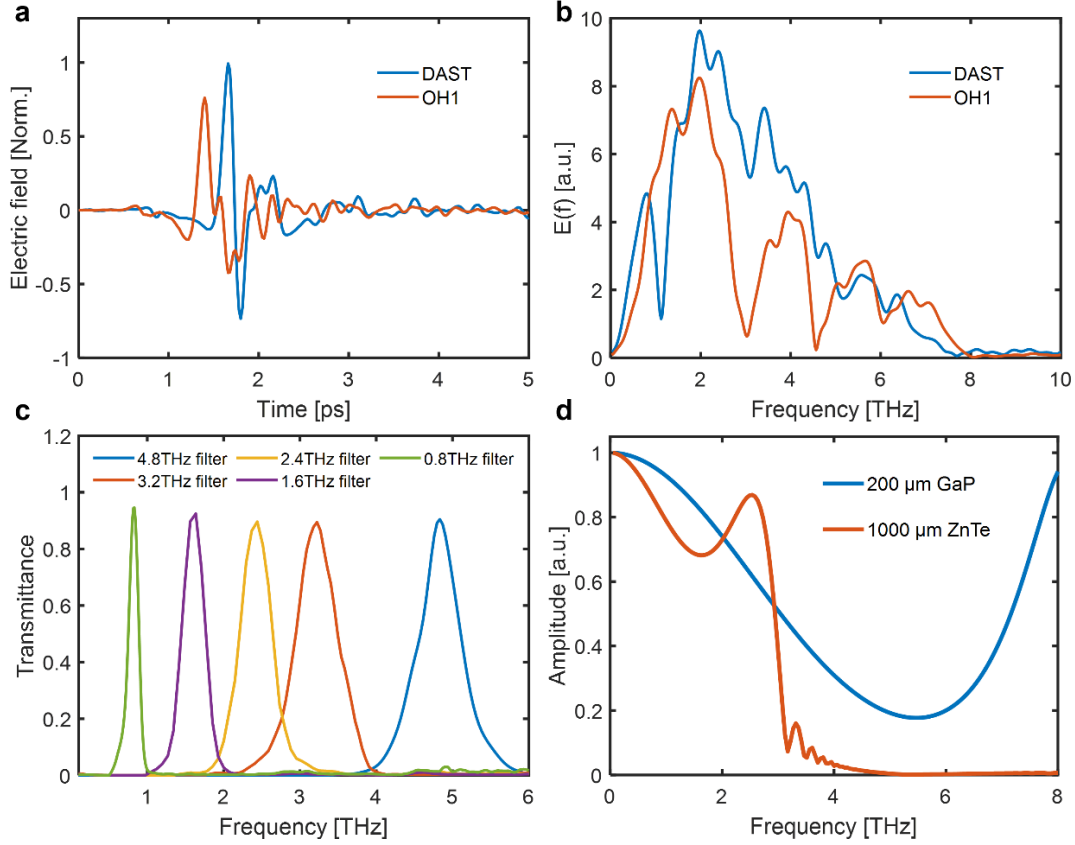 a
DAST
OH1
Electric field [Norm.]
1
0.5
0
-0.5
-1
0 1 2 3 4 5
Time [ps]
b
DAST
OH1
E(f) [a.u.]
10
8
6
4
2
0
0 2 4 6 8 10
Frequency [THz]
c
4.8THz filter 2.4THz filter 0.8THz filter
3.2THz filter 1.6THz filter
Transmittance
1.2
1
0.8
0.6
0.4
0.2
0
1 2 3 4 5 6
Frequency [THz]
d
200 µm GaP
1000 µm ZnTe
Amplitude [a.u.]
1
0.8
0.6
0.4
0.2
0
0 2 4 6 8
Frequency [THz]